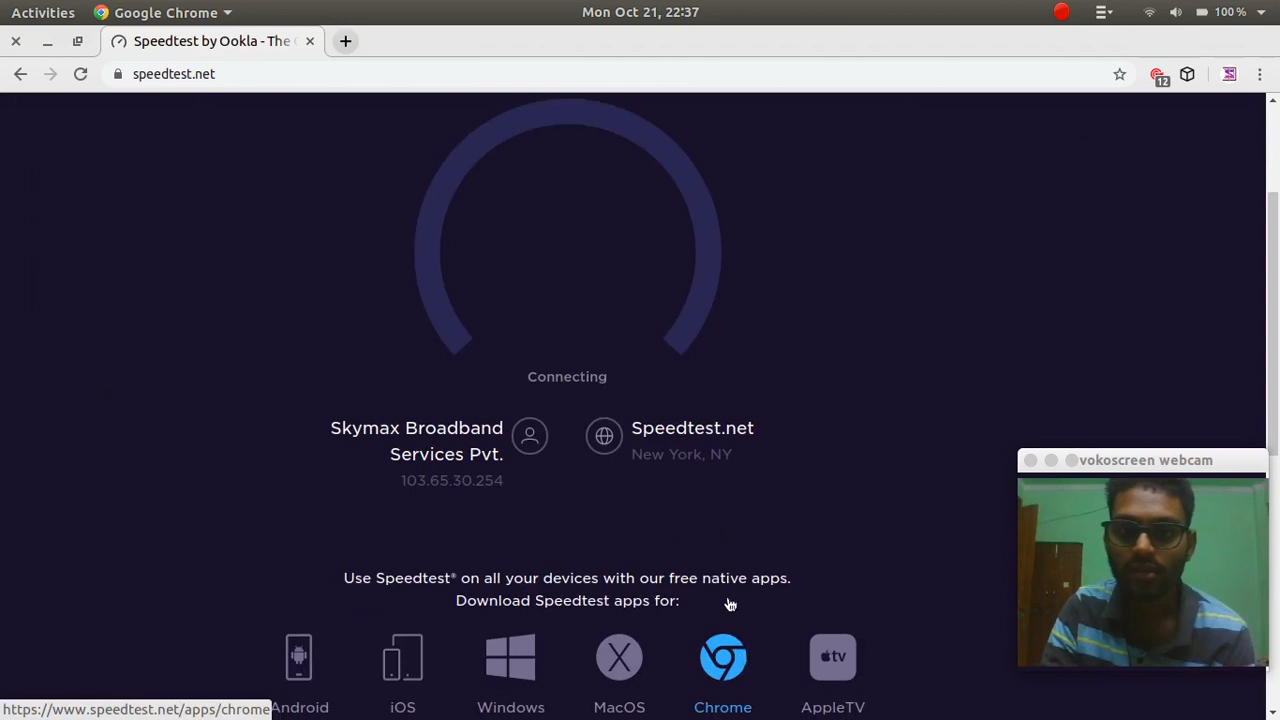 Activities
Google Chrome
Mon Oct 21, 22:37
100 %
Speedtest by Ookla - The
speedtest.net
12
Connecting
Skymax Broadband
Services Pvt.
103.65.30.254
Speedtest.net
New York, NY
vokoscreen webcam
Use Speedtest® on all your devices with our free native apps.
Download Speedtest apps for:
tv
Android
iOS
Windows
MacOS
Chrome
AppleTV
https://www.speedtest.net/apps/chrome